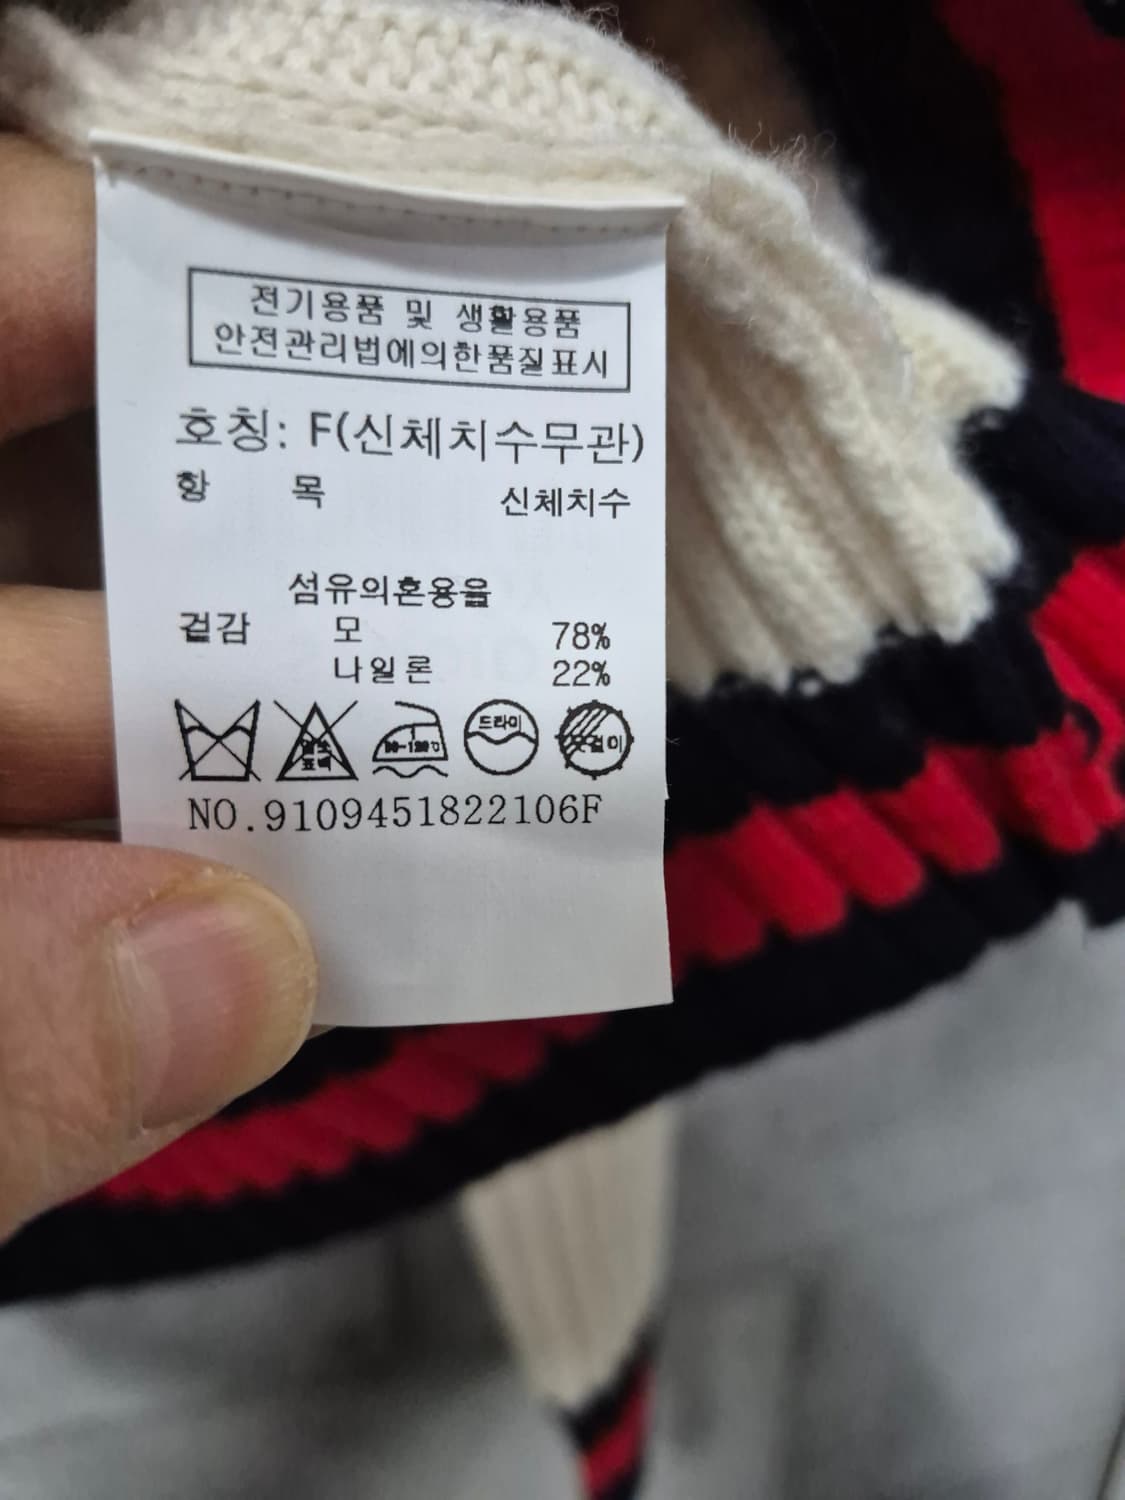 전기용품 및 생활용품
안전관리법에의한품질표시
호칭: F(신체치수무관)
항 목 신체치수
섬유의혼용율
겉감 모 78%
나일론 22%
드라이
NO.9109451822106F